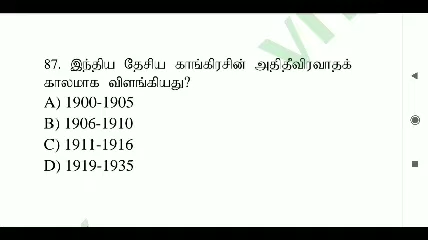 87. இந்திய தேசிய காங்கிரசின் அதிதீவிரவாதக்
காலமாக விளங்கியது?
A) 1900-1905
B) 1906-1910
C) 1911-1916
D) 1919-1935